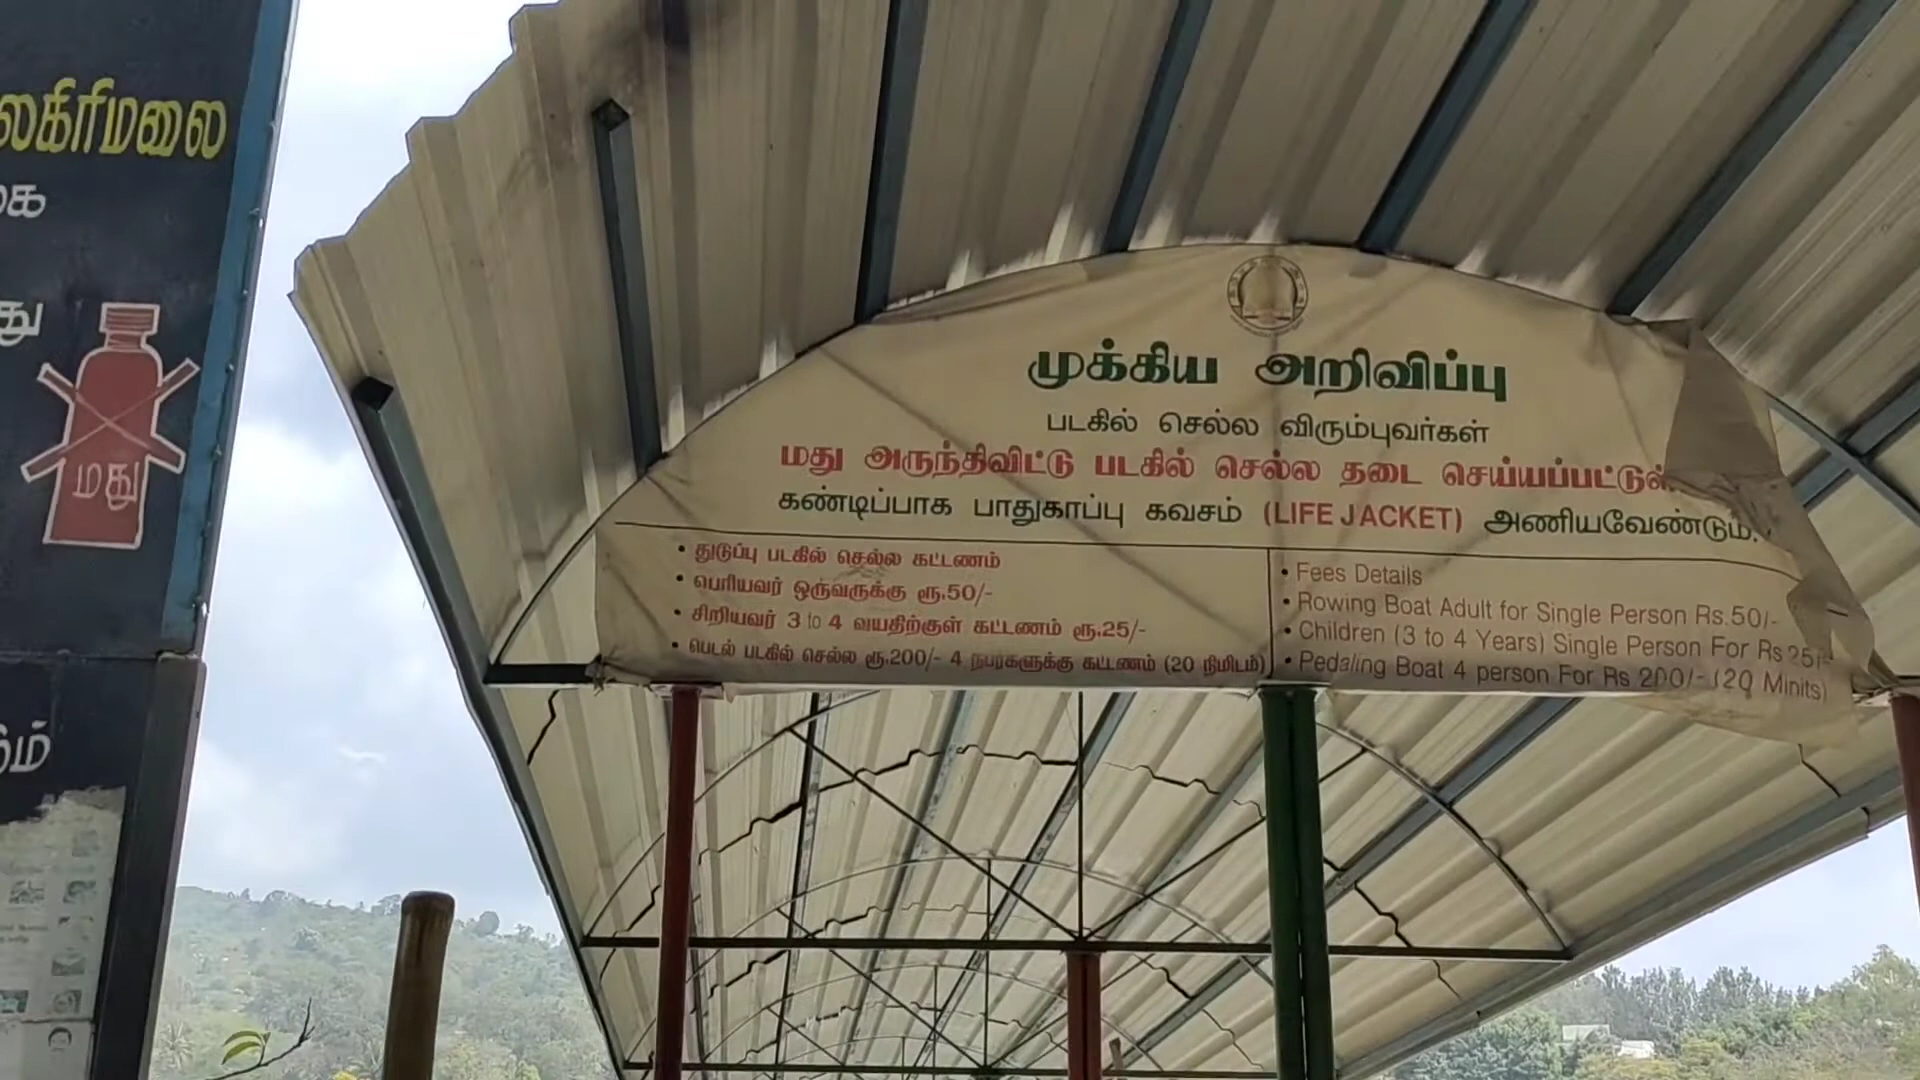 லகிரிமலை
கை
து
மது
டும்
முக்கிய அறிவிப்பு
படகில் செல்ல விரும்புவர்கள்
மது அருந்திவிட்டு படகில் செல்ல தடை செய்யப்பட்டுள்
கண்டிப்பாக பாதுகாப்பு கவசம் (LIFE JACKET) அணியவேண்டும்.
• துடுப்பு படகில் செல்ல கட்டணம்
• பெரியவர் ஒருவருக்கு ரூ.50/-
• சிறியவர் 3 to 4 வயதிற்குள் கட்டணம் ரூ.25/-
• பெடல் படகில் செல்ல ரூ.200/- 4 நபர்களுக்கு கட்டணம் (20 நிமிடம்)
• Fees Details
• Rowing Boat Adult for Single Person Rs.50/-
• Children (3 to 4 Years) Single Person For Rs 25/-
• Pedaling Boat 4 person For Rs 200/- (20 Minits)